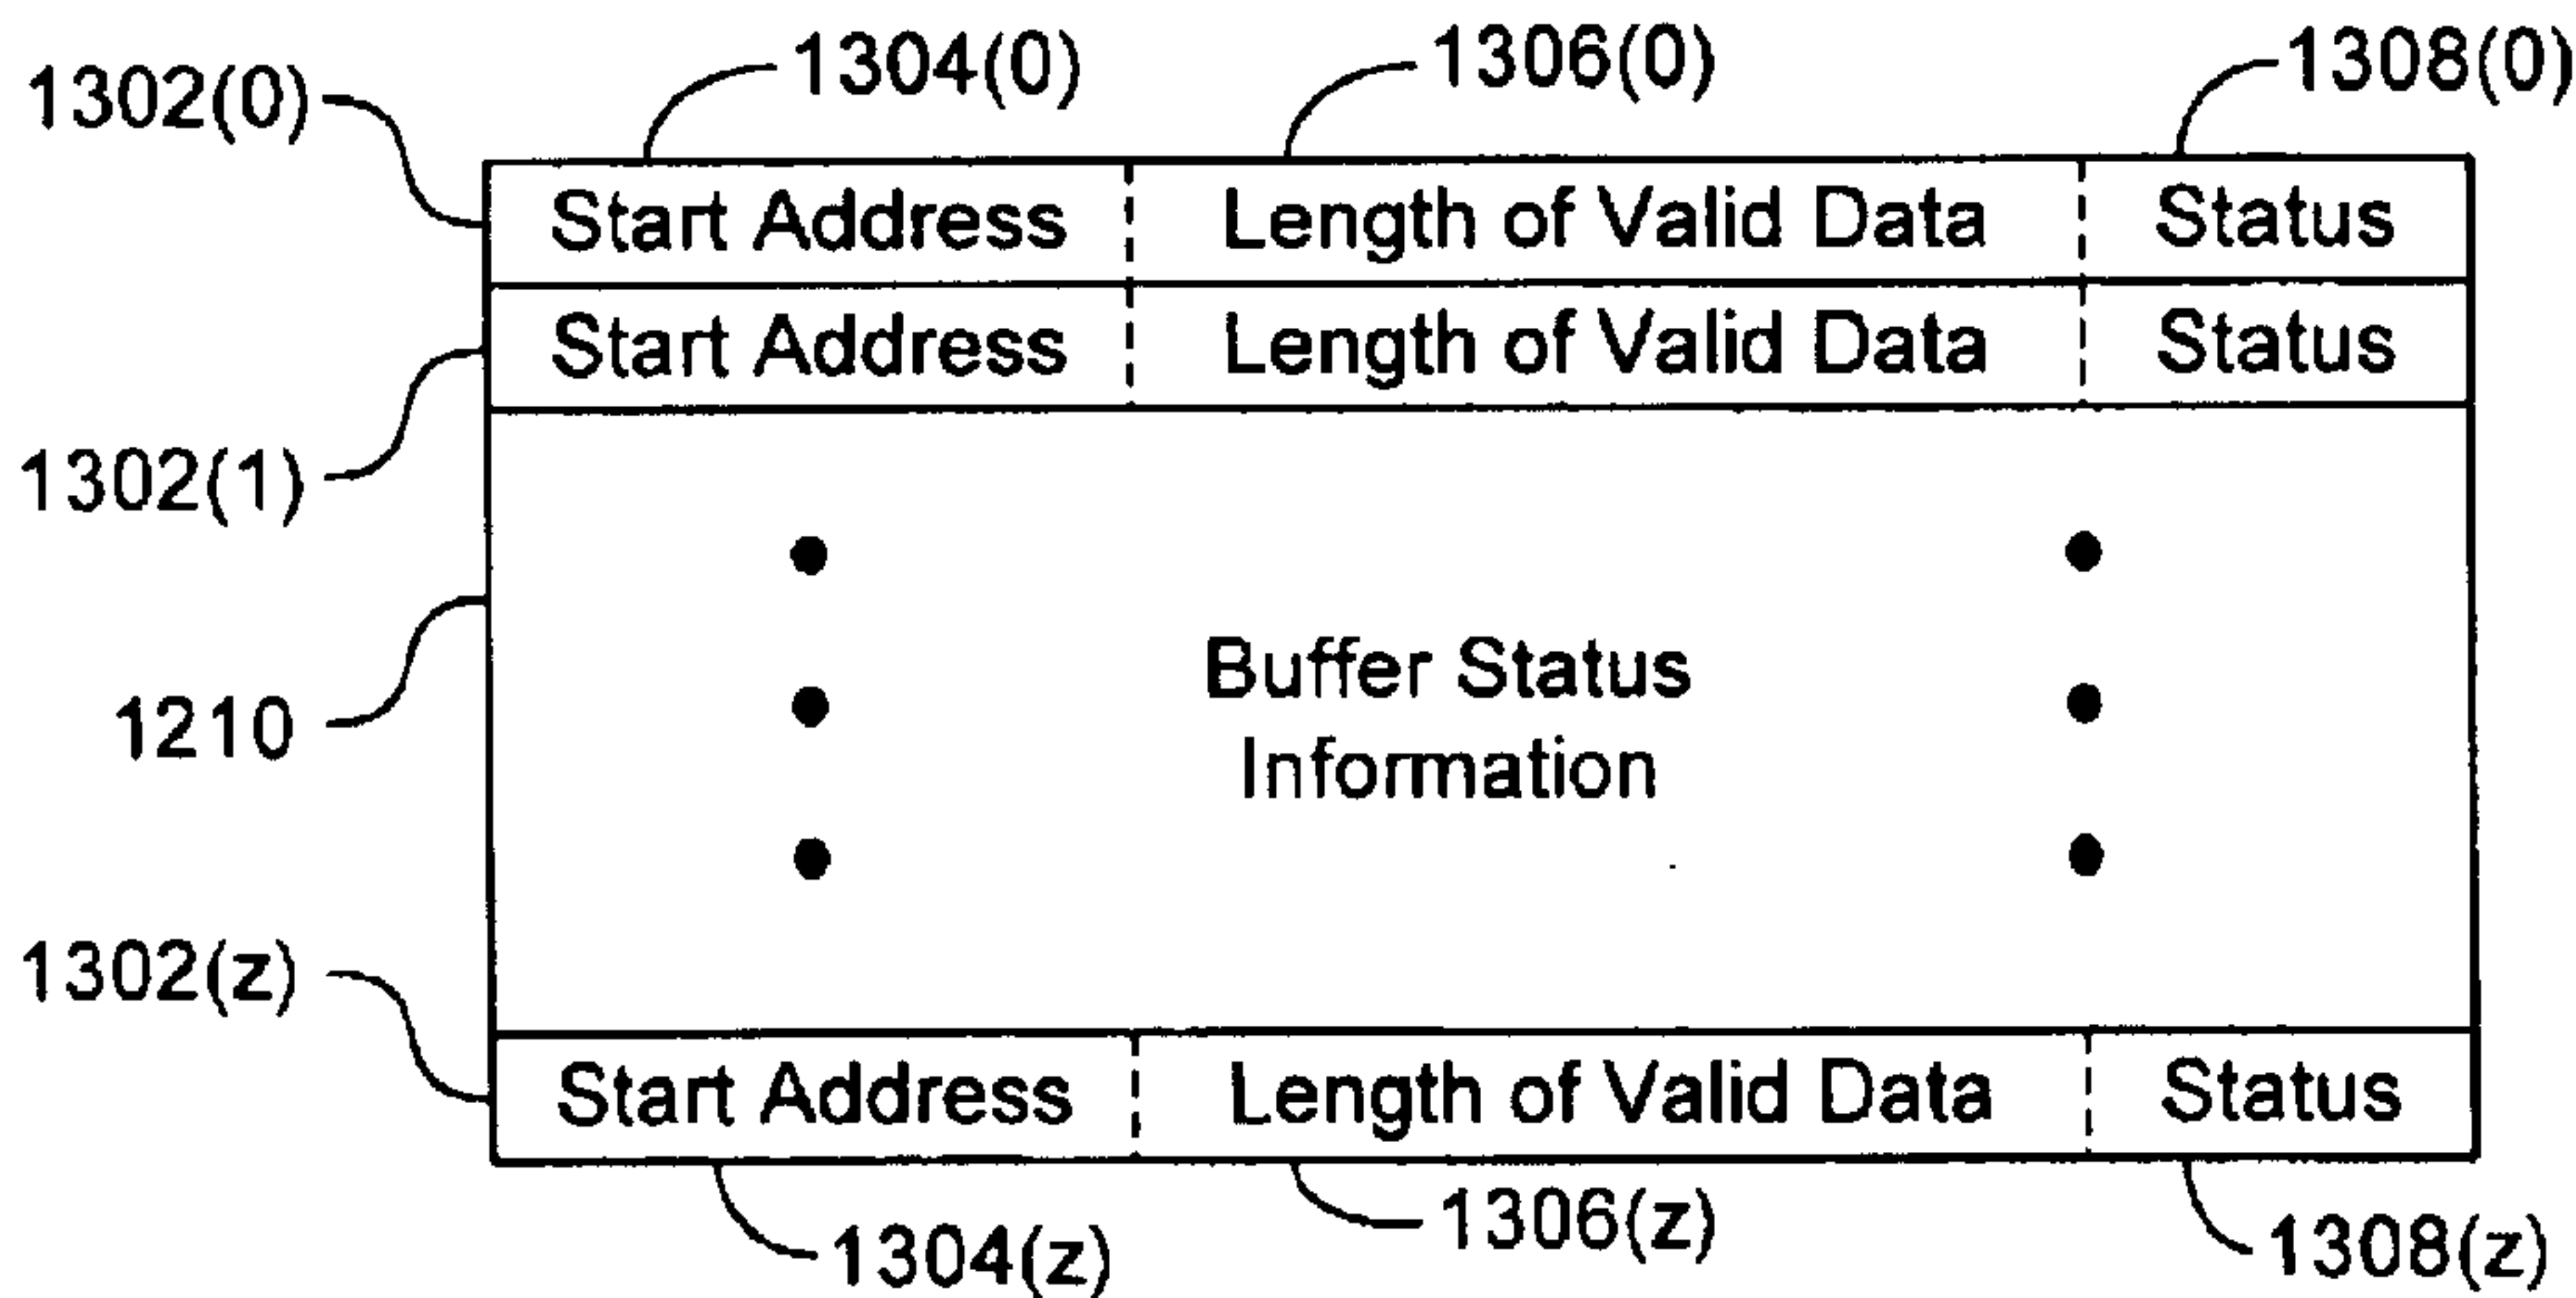 1304(0) 1306(0) 1308(0)
1302(0)
Start Address Length of Valid Data Status
Start Address Length of Valid Data Status
1302(1)
Buffer Status
1210
Information
1302(z)
Start Address Length of Valid Data Status
1304(z) 1306(z) 1308(z)